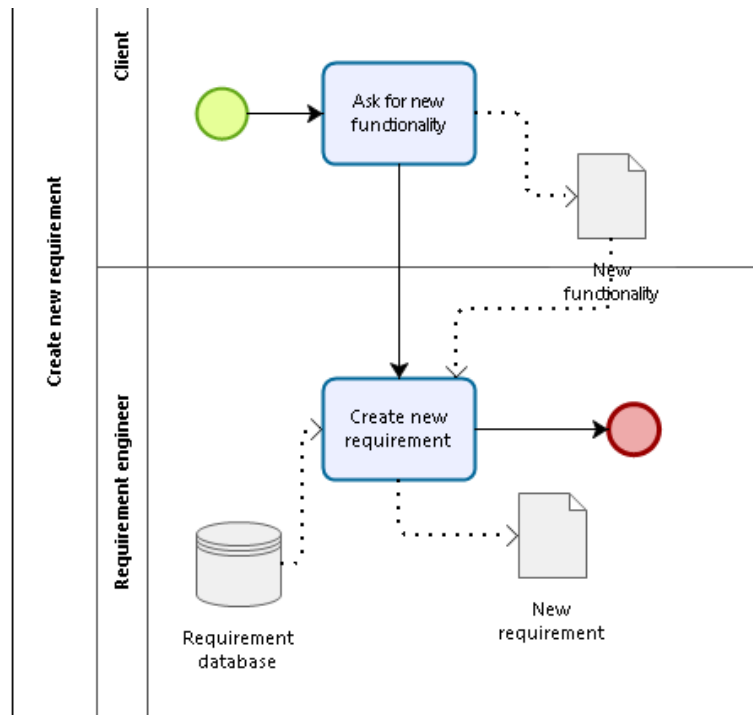 Create new requirement
Client
Ask for new
functionality
New
functionality
Requirement engineer
Create new
requirement
Requirement
database
New
requirement